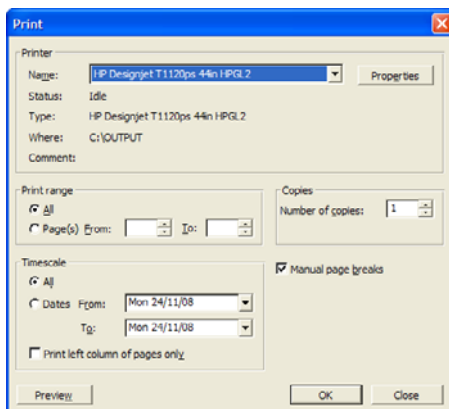 Print
Printer
Name: HP Designjet T1120ps 44in HPGL2 Properties
Status: Idle
Type: HP Designjet T1120ps 44in HPGL2
Where: C:\OUTPUT
Comment:
Print range
All
Page(s) From: To:
Copies
Number of copies: 1
Timescale
All
Dates From: Mon 24/11/08
To: Mon 24/11/08
Print left column of pages only
Manual page breaks
Preview OK Close